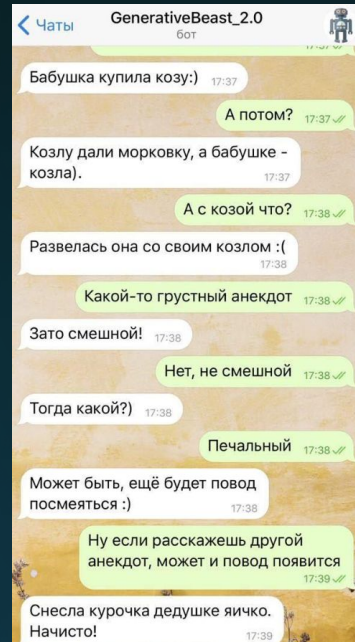 Чаты
GenerativeBeast_2.0
бот
Бабушка купила козу:) 17:37
А потом? 17:37
Козлу дали морковку, а бабушке -
козла).
17:37
А с козой что? 17:38
Развелась она со своим козлом :(
17:38
Какой-то грустный анекдот 17:38
Зато смешной! 17:38
Нет, не смешной 17:38
Тогда какой?) 17:38
Печальный 17:38
Может быть, ещё будет повод
посмеяться :) 17:38
Ну если расскажешь другой
анекдот, может и повод появится
17:39
Снесла курочка дедушке яичко.
Начисто! 17:39